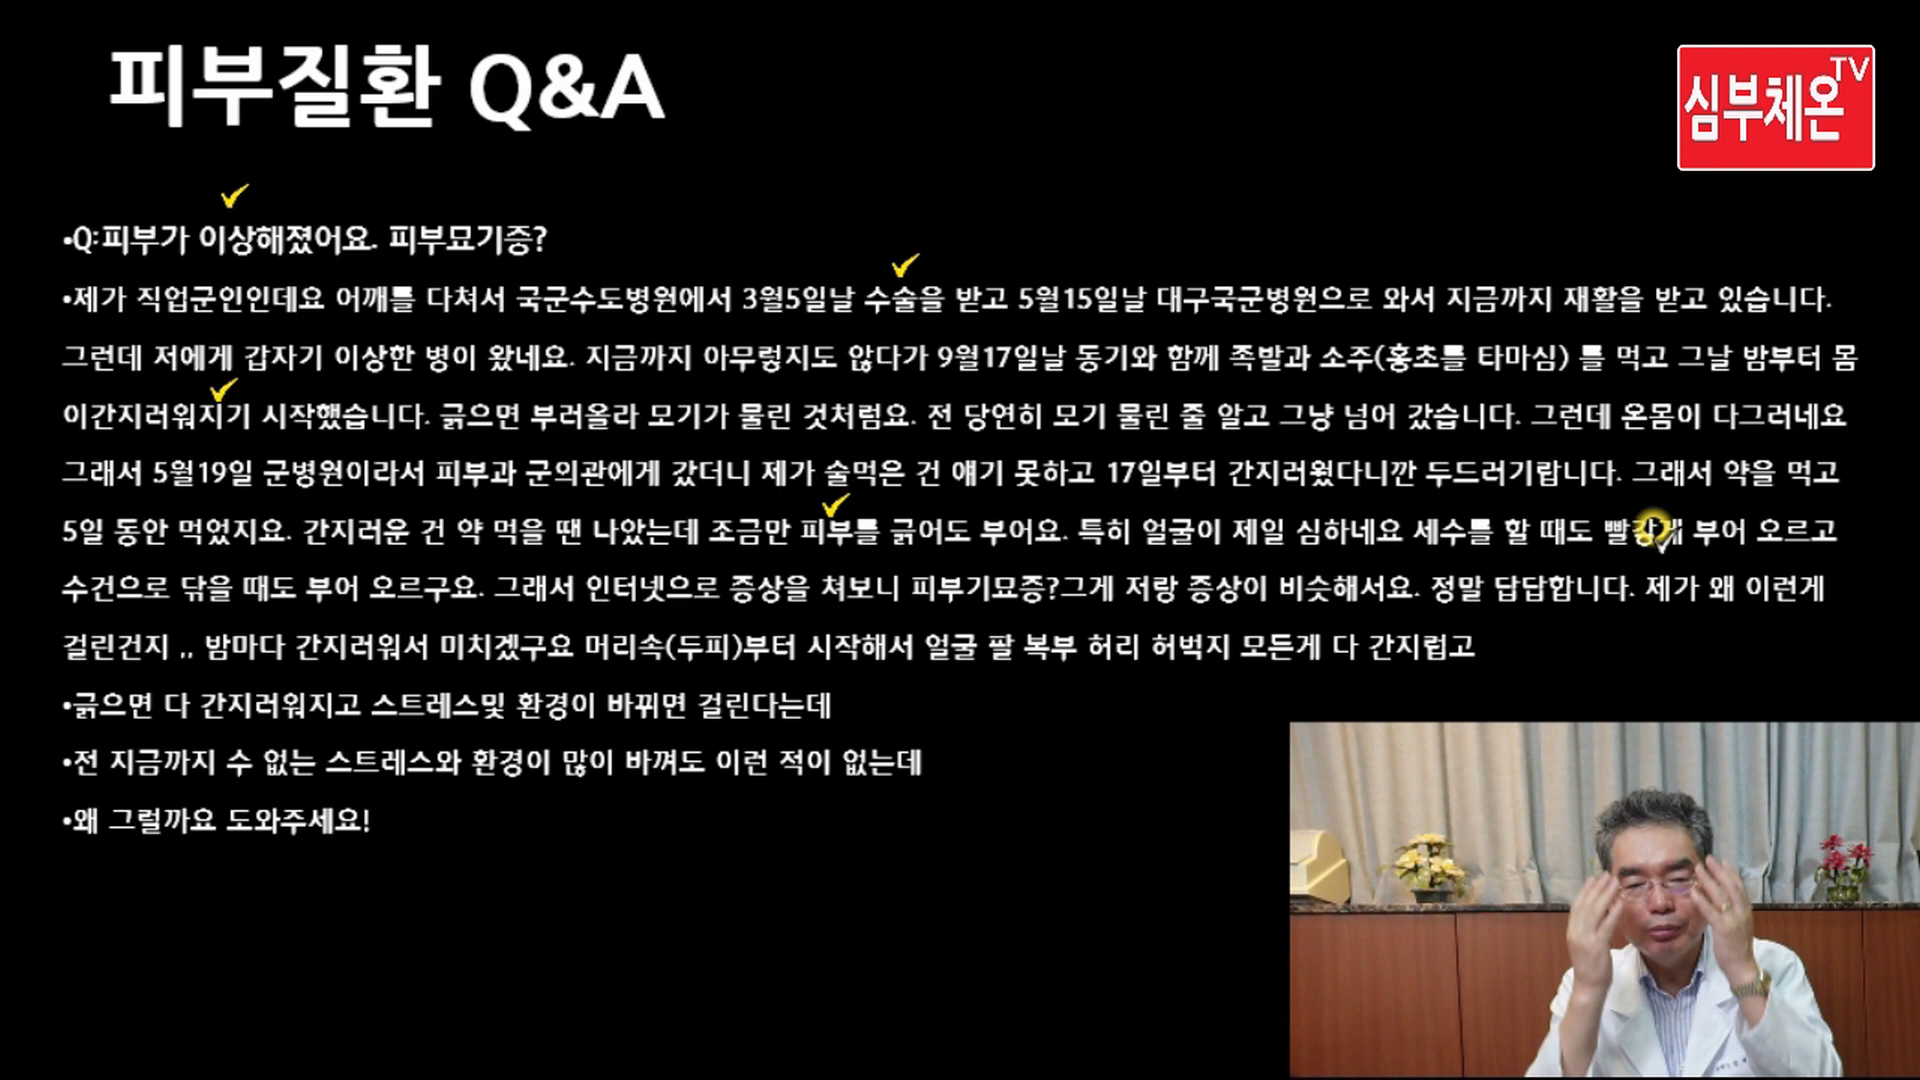 피부질환 Q&A
심부체온TV
•Q:피부가 이상해졌어요. 피부묘기증?
•제가 직업군인인데요 어깨를 다쳐서 국군수도병원에서 3월5일날 수술을 받고 5월15일날 대구국군병원으로 와서 지금까지 재활을 받고 있습니다.
그런데 저에게 갑자기 이상한 병이 왔네요. 지금까지 아무렇지도 않다가 9월17일날 동기와 함께 족발과 소주(홍초를 타마심) 를 먹고 그날 밤부터 몸
이간지러워지기 시작했습니다. 긁으면 부러올라 모기가 물린 것처럼요. 전 당연히 모기 물린 줄 알고 그냥 넘어 갔습니다. 그런데 온몸이 다그러네요
그래서 5월19일 군병원이라서 피부과 군의관에게 갔더니 제가 술먹은 건 얘기 못하고 17일부터 간지러웠다니깐 두드러기랍니다. 그래서 약을 먹고
5일 동안 먹었지요. 간지러운 건 약 먹을 땐 나았는데 조금만 피부를 긁어도 부어요. 특히 얼굴이 제일 심하네요 세수를 할 때도 빨갛게 부어 오르고
수건으로 닦을 때도 부어 오르구요. 그래서 인터넷으로 증상을 쳐보니 피부기묘증?그게 저랑 증상이 비슷해서요. 정말 답답합니다. 제가 왜 이런게
걸린건지 .. 밤마다 간지러워서 미치겠구요 머리속(두피)부터 시작해서 얼굴 팔 복부 허리 허벅지 모든게 다 간지럽고
•긁으면 다 간지러워지고 스트레스및 환경이 바뀌면 걸린다는데
•전 지금까지 수 없는 스트레스와 환경이 많이 바껴도 이런 적이 없는데
•왜 그럴까요 도와주세요!